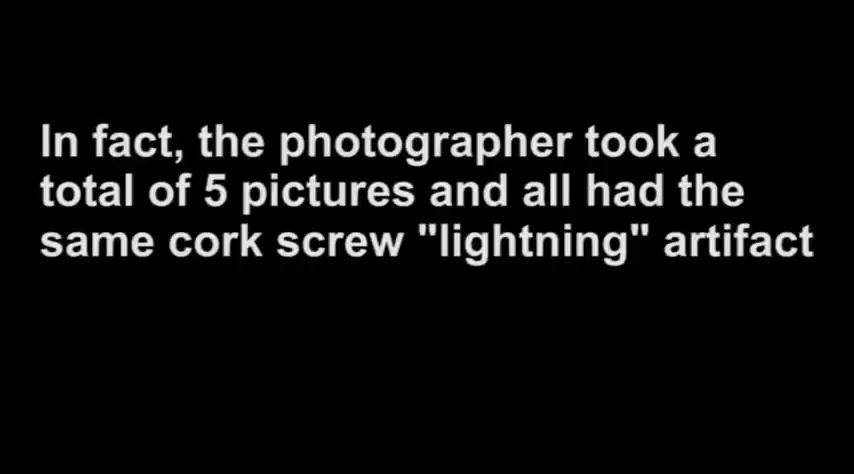 In fact, the photographer took a
total of 5 pictures and all had the
same cork screw "lightning" artifact